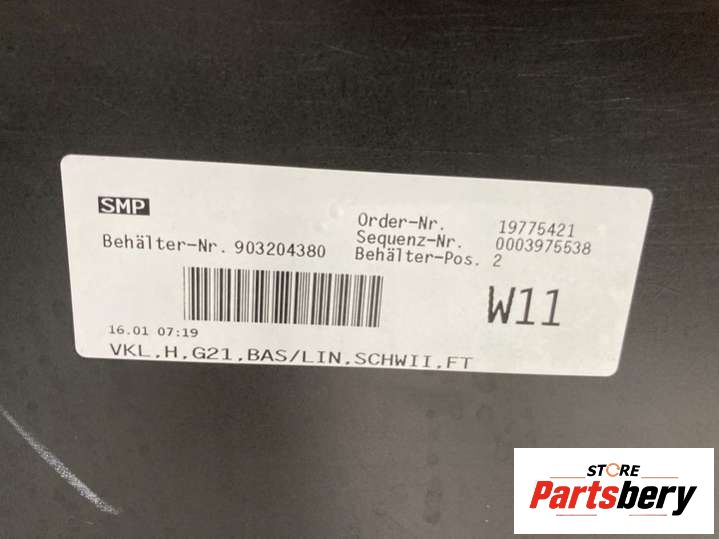 SMP
Order-Nr. 19775421
Behälter-Nr. 903204380 Sequenz-Nr. 0003975538
Behälter-Pos. 2
W11
16.01 07:19
VKL,H,G21,BAS/LIN,SCHWII,FT
STORE
Partsbery